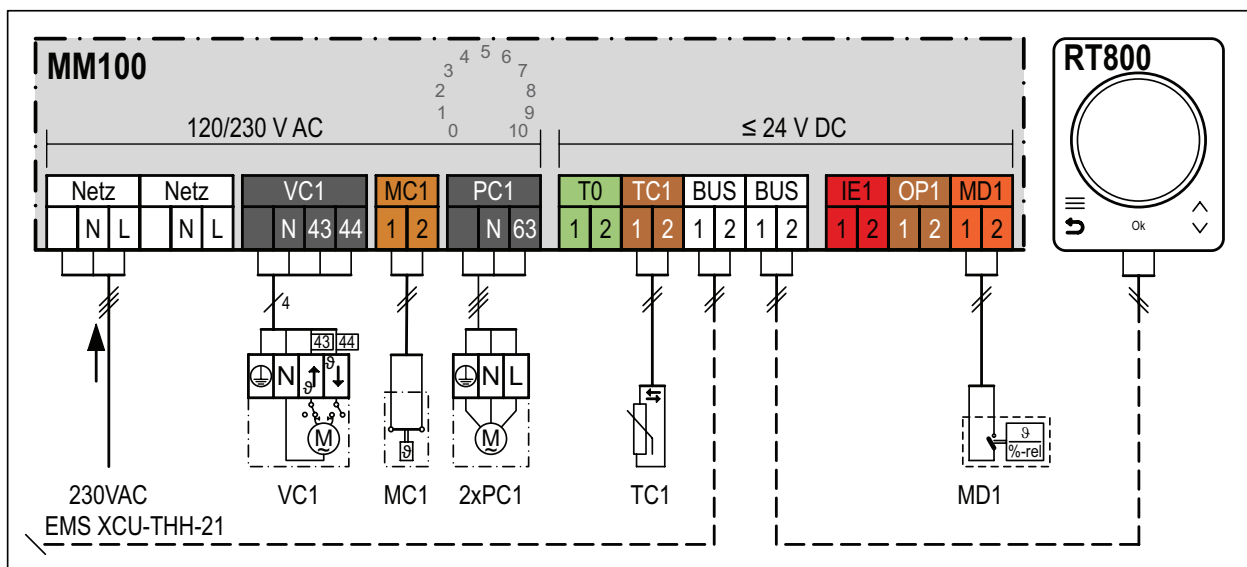 MM100
RT800
0 1 2 3 4 5 6 7 8 9 10
120/230 V AC
≤ 24 V DC
Netz Netz VC1 MC1 PC1 T0 TC1 BUS BUS IE1 OP1 MD1
N L N L N 43 44 1 2 N 63 1 2 1 2 1 2 1 2 1 2 1 2 1 2
Ok
4
43 44
N ϑ ϑ
N L
M
~
ϑ
M
~
ϑ
%-rel
230VAC VC1 MC1 2xPC1 TC1 MD1
EMS XCU-THH-21